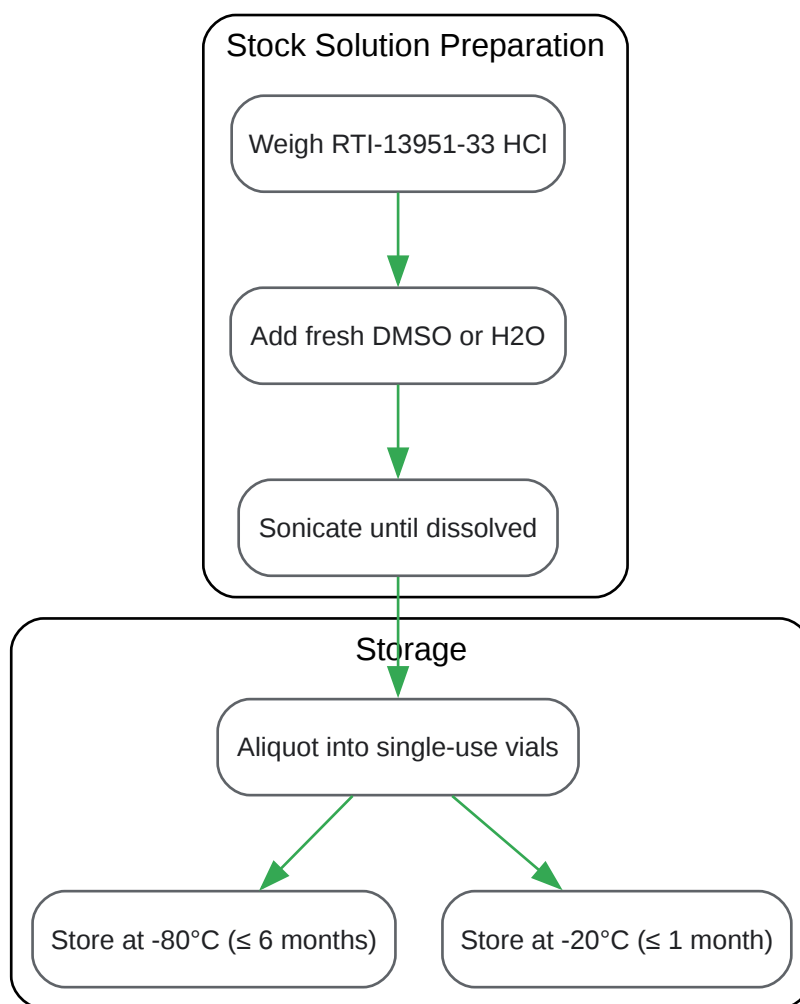 Stock Solution Preparation
Weigh RTI-13951-33 HCl
Add fresh DMSO or H2O
Sonicate until dissolved
Storage
Aliquot into single-use vials
Store at -80°C (≤ 6 months)
Store at -20°C (≤ 1 month)